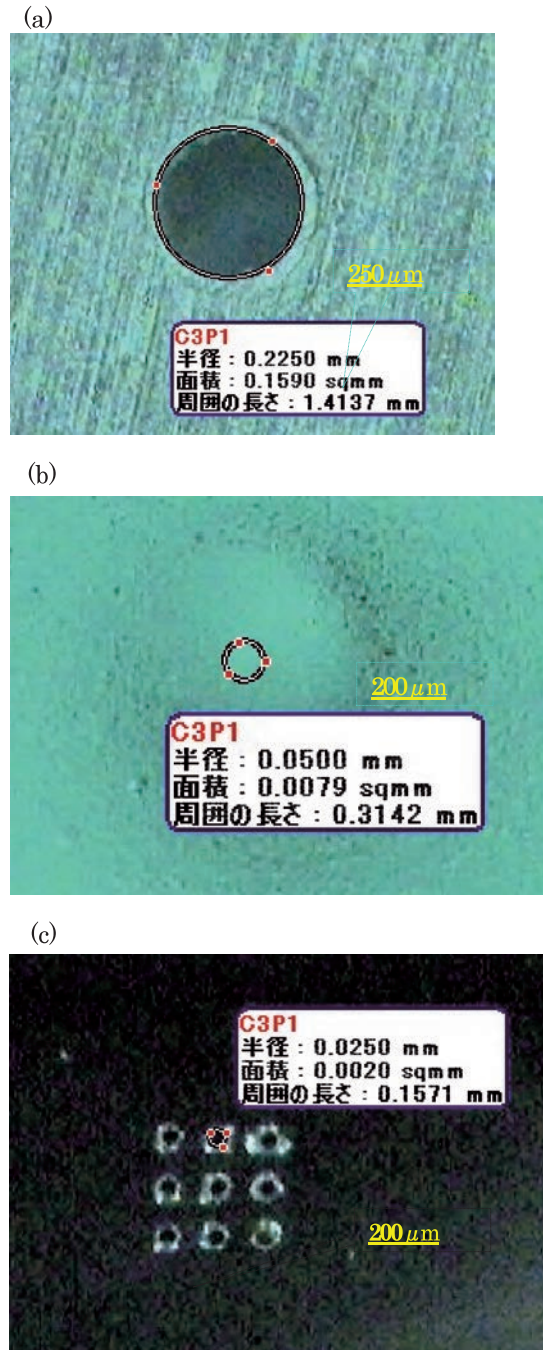 (a)
250μm
C3P1
半径：0.2250 mm
面積：0.1590 sqmm
周囲の長さ：1.4137 mm
(b)
200μm
C3P1
半径：0.0500 mm
面積：0.0079 sqmm
周囲の長さ：0.3142 mm
(c)
C3P1
半径：0.0250 mm
面積：0.0020 sqmm
周囲の長さ：0.1571 mm
200μm